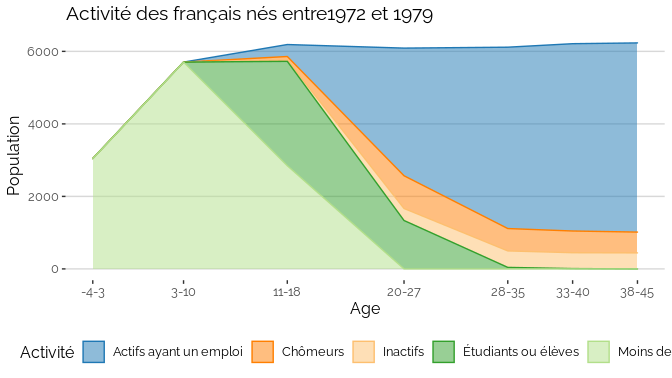 Activité des français nés entre1972 et 1979
Population
6000
4000
2000
0
-4-3 3-10 11-18 20-27 28-35 33-40 38-45
Age
Activité Actifs ayant un emploi Chômeurs Inactifs Étudiants ou élèves Moins de